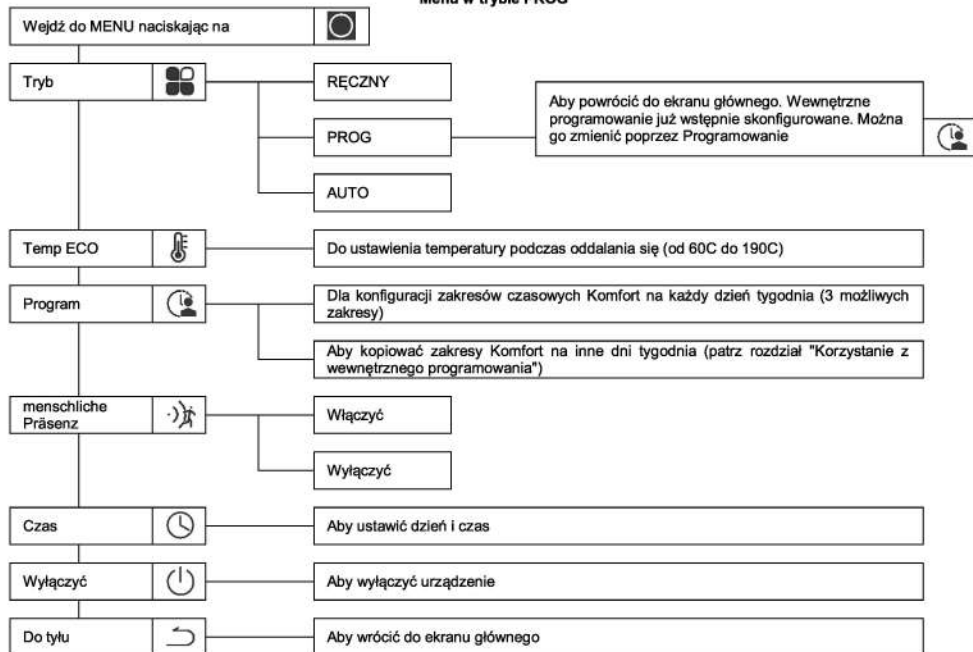 Menu w trybie PROG
Wejdź do MENU naciskając na
Tryb
RĘCZNY
PROG
Aby powrócić do ekranu głównego. Wewnętrzne
programowanie już wstępnie skonfigurowane. Można
go zmienić poprzez Programowanie
AUTO
Temp ECO
Do ustawienia temperatury podczas oddalania się (od 60C do 190C)
Program
Dla konfiguracji zakresów czasowych Komfort na każdy dzień tygodnia (3 możliwych
zakresy)
Aby kopiować zakresy Komfort na inne dni tygodnia (patrz rozdział "Korzystanie z
wewnętrznego programowania")
menschliche
Präsenz
Włączyć
Wyłączyć
Czas
Aby ustawić dzień i czas
Wyłączyć
Aby wyłączyć urządzenie
Do tyłu
Aby wrócić do ekranu głównego